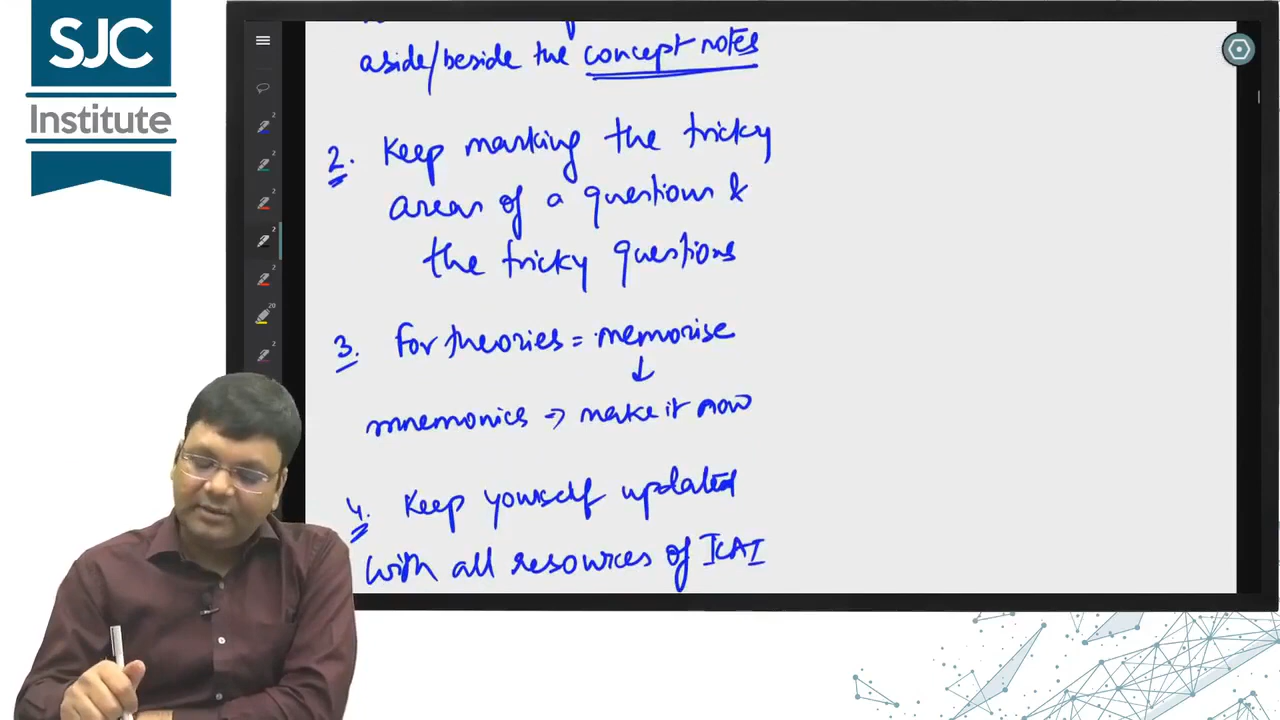 SJC
Institute
aside/beside the concept notes
2. Keep marking the tricky
areas of a questions &
the tricky questions
3. For theories = memorise
↓
mnemonics ⇒ make it now
4. Keep yourself updated
with all resources of ICAI